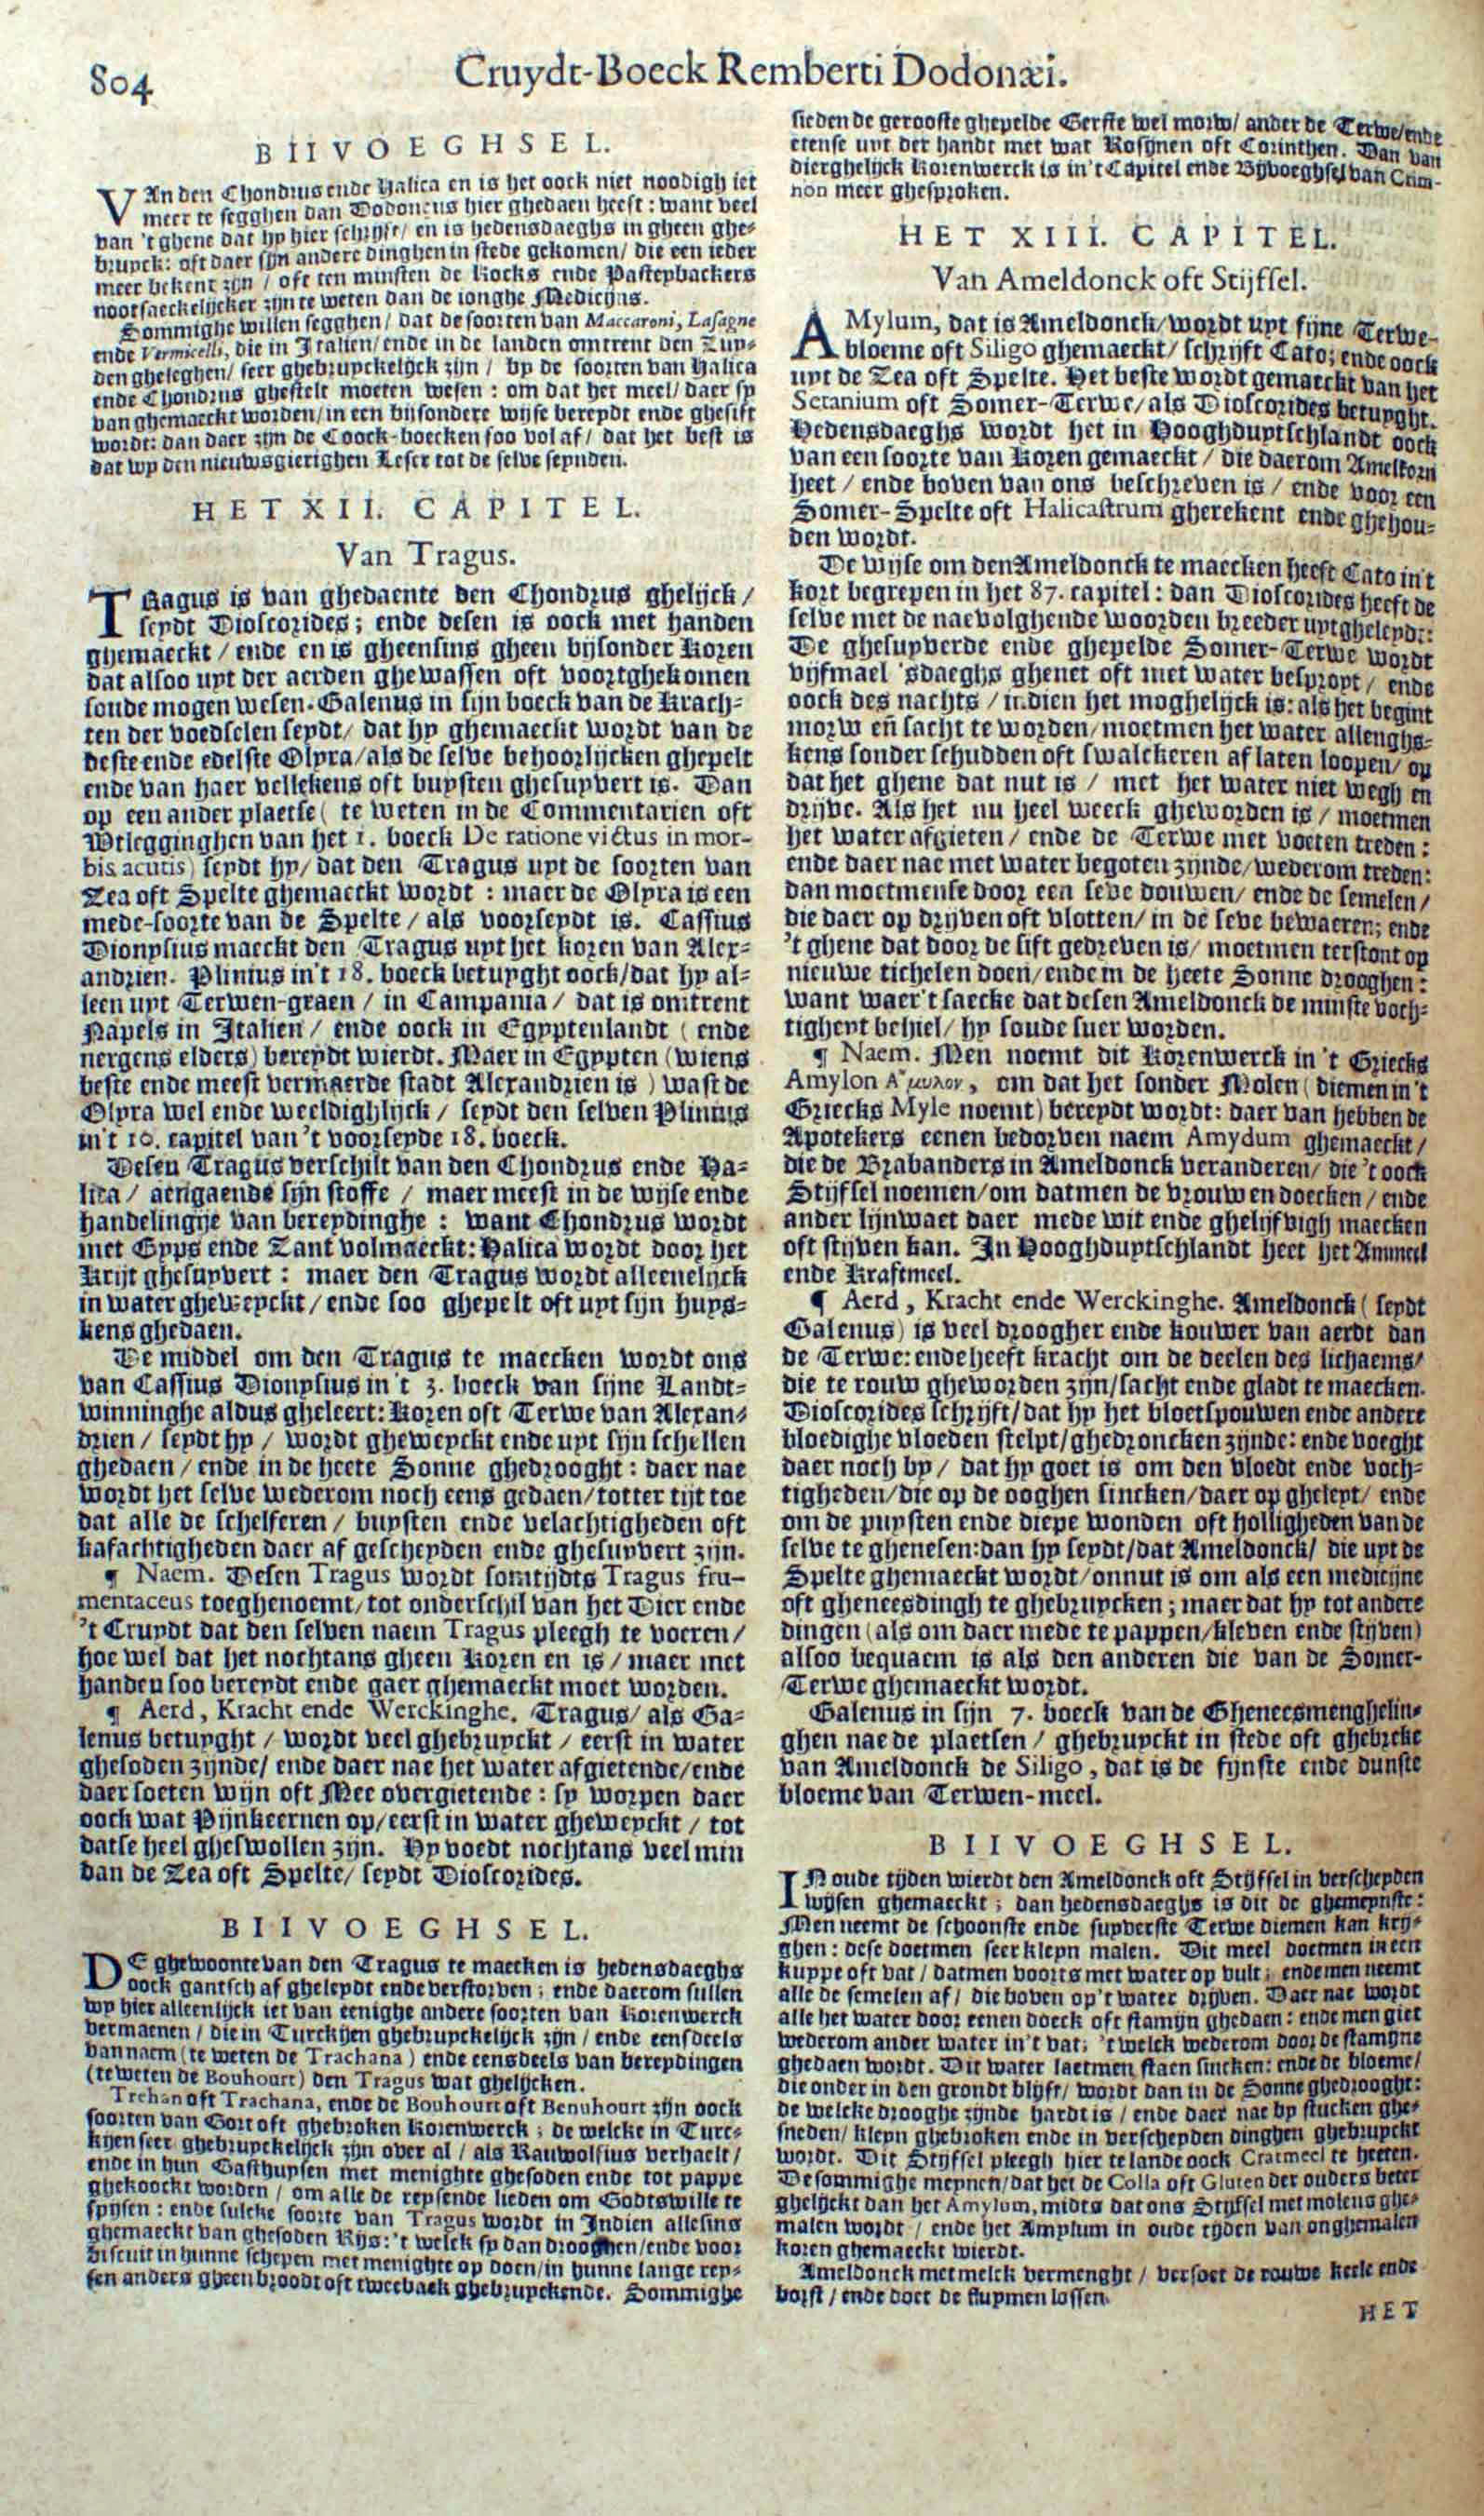 804
Cruydt-Boeck Remberti Dodonæi.
BIIVOEGHSEL.
VAn den Chondrus ende Halica en is het oock niet noodigh iet
meer te segghen dan Dodoneus hier ghedaen heeft: want veel
van 't ghene dat hy hier schrijft/ en is hedensdaeghs in gheen ghe-
bruyck: oft daer sijn andere dinghen in stede gekomen/ die een ieder
meer bekent zijn / oft ten minsten de Kocks ende Pasteybackers
nootsaeckelijcker zijn te weten dan de ionghe Medicijns.
Sommighe willen segghen/ dat de soorten van Maccaroni, Lasagne
ende Vermicelli, die in Italien/ ende in de landen omtrent den Zuy-
den gheleghen/ seer ghebruyckelijck zijn / by de soorten van Halica
ende Chondrus ghestelt moeten wesen: om dat het meel/ daer sy
van ghemaeckt worden/ in een bijsondere wijse bereydt ende ghesift
wordt: dan daer zijn de Coock-boecken soo vol af/ dat het best is
dat wy den nieuwsgierighen Leser tot de selve seynden.
HET XII. CAPITEL.
Van Tragus.
TRagus is van ghedaente den Chondrus ghelijck/
seydt Dioscorides; ende desen is oock met handen
ghemaeckt / ende en is gheensins gheen bijsonder Koren
dat alsoo uyt der aerden ghewassen oft voortghekomen
soude mogen wesen. Galenus in sijn boeck van de Krach-
ten der voedselen seydt/ dat hy ghemaeckt wordt van de
beste ende edelste Olyra/ als de selve behoorlijcken ghepelt
ende van haer vellekens oft buysten ghesuyvert is. Dan
op een ander plaetse ( te weten in de Commentarien oft
Wtlegginghen van het 1. boeck De ratione victus in mor-
bis acutis) seydt hy/ dat den Tragus uyt de soorten van
Zea oft Spelte ghemaeckt wordt : maer de Olyra is een
mede-soorte van de Spelte / als voorseydt is. Cassius
Dionysius maeckt den Tragus uyt het koren van Alex-
andrien. Plinius in't 18. boeck betuyght oock/ dat hy al-
leen uyt Terwen-graen / in Campania / dat is omtrent
Napels in Italien / ende oock in Egyptenlandt ( ende
nergens elders) bereydt wierdt. Maer in Egypten (wiens
beste ende meest vermaerde stadt Alexandrien is ) wast de
Olyra wel ende weeldighlijck / seydt den selven Plinius
in't 10. capitel van't voorseyde 18. boeck.
Desen Tragus verschilt van den Chondrus ende Ha-
lica / aengaende sijn stoffe / maer meest in de wijse ende
handelinghe van bereydinghe : want Chondrus wordt
met Gyps ende Zant volmaeckt: Halica wordt door het
Krijt ghesuyvert : maer den Tragus wordt alleenelijck
in water gheweyckt / ende soo ghepelt oft uyt sijn huys-
kens ghedaen.
De middel om den Tragus te maecken wordt ons
van Cassius Dionysius in't 3. boeck van sijne Landt-
winninghe aldus gheleert: Koren oft Terwe van Alexan-
drien / seydt hy / wordt gheweyckt ende uyt sijn schellen
ghedaen / ende in de heete Sonne ghedrooght : daer nae
wordt het selve wederom noch eens gedaen/ totter tijt toe
dat alle de schelferen / buysten ende velachtigheden oft
kafachtigheden daer af gescheyden ende ghesuyvert zijn.
¶ Naem. Desen Tragus wordt somtijdts Tragus fru-
mentaceus toeghenoemt/ tot onderschil van het Dier ende
't Cruydt dat den selven naem Tragus pleegh te voeren/
hoe wel dat het nochtans gheen Koren en is / maer met
handen soo bereydt ende gaer ghemaeckt moet worden.
¶ Aerd, Kracht ende Werckinghe. Tragus/ als Ga-
lenus betuyght / wordt veel ghebruyckt / eerst in water
ghesoden zijnde/ ende daer nae het water afgietende/ ende
daer soeten wijn oft Mee overgietende : sy worpen daer
oock wat Pijnkeernen op/ eerst in water gheweyckt / tot
datse heel gheswollen zijn. Hy voedt nochtans veel min
dan de Zea oft Spelte/ seydt Dioscorides.
BIIVOEGHSEL.
DE ghewoonte van den Tragus te maecken is hedensdaeghs
oock gantsch af gheleydt ende verstorven; ende daerom sullen
wy hier alleenlijck iet van eenighe andere soorten van Korenwerck
vermaenen / die in Turckijen ghebruyckelijck zijn / ende eensdeels
van naem (te weten de Trachana) ende eensdeels van bereydingen
(te weten de Bouhourt) den Tragus wat ghelijcken.
Trehan oft Trachana, ende de Bouhourt oft Benuhourt zijn oock
soorten van Gort oft ghebroken Korenwerck ; de welcke in Turc-
kijen seer ghebruyckelijck zijn over al / als Rauwolfius verhaelt /
ende in hun Gasthuysen met menighte ghesoden ende tot pappe
ghekoockt worden / om alle de reysende lieden om Godtswille te
spijsen : ende sulcke soorte van Tragus wordt in Indien allesins
ghemaeckt van ghesoden Rijs: 't welck sy dan drooghen/ ende voor
Biscuit in hunne schepen met menighte op doen/ in hunne lange rey-
sen anders gheen broodt oft tweeback ghebruyckende. Sommighe
sieden de gerooste ghepelde Gerste wel morw/ ander de Terwe/ ende
etense uyt der handt met wat Rosijnen oft Corinthen. Dan van
dierghelijck Korenwerck is in't Capitel ende Bijvoeghsel van Crim-
non meer ghesproken.
HET XIII. CAPITEL.
Van Ameldonck oft Stijffel.
AMylum, dat is Ameldonck/ wordt uyt fijne Terwe-
bloeme oft Siligo ghemaeckt/ schrijft Cato; ende oock
uyt de Zea oft Spelte. Het beste wordt gemaeckt van het
Setanium oft Somer-Terwe/ als Dioscorides betuyght.
Hedensdaeghs wordt het in Hooghduytschlandt oock
van een soorte van Koren gemaeckt / die daerom Amelkorn
heet / ende boven van ons beschreven is / ende voor een
Somer-Spelte oft Halicastrum gherekent ende ghehou-
den wordt.
De wijse om den Ameldonck te maecken heeft Cato in't
kort begrepen in het 87. capitel: dan Dioscorides heeft de
selve met de naevolghende woorden breeder uytgheleydt:
De ghesuyverde ende ghepelde Somer-Terwe wordt
vijfmael 'sdaeghs ghenet oft met water besproyt / ende
oock des nachts / indien het moghelijck is: als het begint
morw eñ sacht te worden/ moetmen het water allenghs-
kens sonder schudden oft swalckeren af laten loopen/ op
dat het ghene dat nut is / met het water niet wegh en
drijve. Als het nu heel weeck gheworden is / moetmen
het water afgieten / ende de Terwe met voeten treden:
ende daer nae met water begoten zijnde/ wederom treden:
dan moetmense door een seve douwen/ ende de semelen/
die daer op drijven oft vlotten/ in de seve bewaeren; ende
't ghene dat door de sift gedreven is/ moetmen terstont op
nieuwe tichelen doen/ ende in de heete Sonne drooghen:
want waer't saecke dat desen Ameldonck de minste voch-
tigheyt behiel/ hy soude suer worden.
¶ Naem. Men noemt dit Korenwerck in 't Griecks
Amylon Ἄμυλον, om dat het sonder Molen ( diemen in't
Griecks Myle noemt) bereydt wordt: daer van hebben de
Apotekers eenen bedorven naem Amydum ghemaeckt/
die de Brabanders in Ameldonck veranderen/ die 't oock
Stijffel noemen/ om datmen de vrouwen doecken / ende
ander lijnwaet daer mede wit ende ghelijfvigh maecken
oft stijven kan. In Hooghduytschlandt heet het Ammeel
ende Kraftmeel.
¶ Aerd, Kracht ende Werckinghe. Ameldonck ( seydt
Galenus) is veel droogher ende kouwer van aerdt dan
de Terwe: ende heeft kracht om de deelen des lichaems/
die te rouw gheworden zijn/ sacht ende gladt te maecken.
Dioscorides schrijft/ dat hy het bloetspouwen ende andere
bloedighe vloeden stelpt/ ghedroncken zijnde: ende voeght
daer noch by / dat hy goet is om den vloedt ende voch-
tigheden/ die op de ooghen sincken/ daer op gheleyt/ ende
om de puysten ende diepe wonden oft holligheden van de
selve te ghenesen: dan hy seydt/ dat Ameldonck/ die uyt de
Spelte ghemaeckt wordt/ onnut is om als een medicijne
oft gheneesdingh te ghebruycken; maer dat hy tot andere
dingen (als om daer mede te pappen/ kleven ende stijven)
alsoo bequaem is als den anderen die van de Somer-
Terwe ghemaeckt wordt.
Galenus in sijn 7. boeck van de Gheneesmenghelin-
ghen nae de plaetsen / ghebruyckt in stede oft ghebreke
van Ameldonck de Siligo, dat is de fijnste ende dunste
bloeme van Terwen-meel.
BIIVOEGHSEL.
IN oude tijden wierdt den Ameldonck oft Stijffel in verscheyden
wijsen ghemaeckt; dan hedensdaeghs is dit de ghemeynste:
Men neemt de schoonste ende suyverste Terwe diemen kan krij-
ghen: dese doetmen seer kleyn malen. Dit meel doetmen in een
kuype oft vat / datmen voorts met water op vult; ende men neemt
alle de semelen af/ die boven op't water drijven. Daer nae wordt
alle het water door eenen doeck oft stamijn ghedaen: ende men giet
wederom ander water in't vat; 't welck wederom door de stamijne
ghedaen wordt. Dit water laetmen staen sincken: ende de bloeme/
die onder in den grondt blijft/ wordt dan in de Sonne ghedrooght:
de welcke drooghe zijnde hardt is / ende daer nae by stucken ghe-
sneden/ kleyn ghebroken ende in verscheyden dinghen ghebruyckt
wordt. Dit Stijffel pleegh hier te lande oock Cratmeel te heeten.
De sommighe meynen/ dat het de Colla oft Gluten der ouders beter
ghelijckt dan het Amylum, midts dat ons Stijffel met molens ghe-
malen wordt / ende het Amylum in oude tijden van onghemalen
koren ghemaeckt wierdt.
Ameldonck met melck vermenght / versoet de rouwe keele ende
borst / ende doet de fluymen lossen.
HET